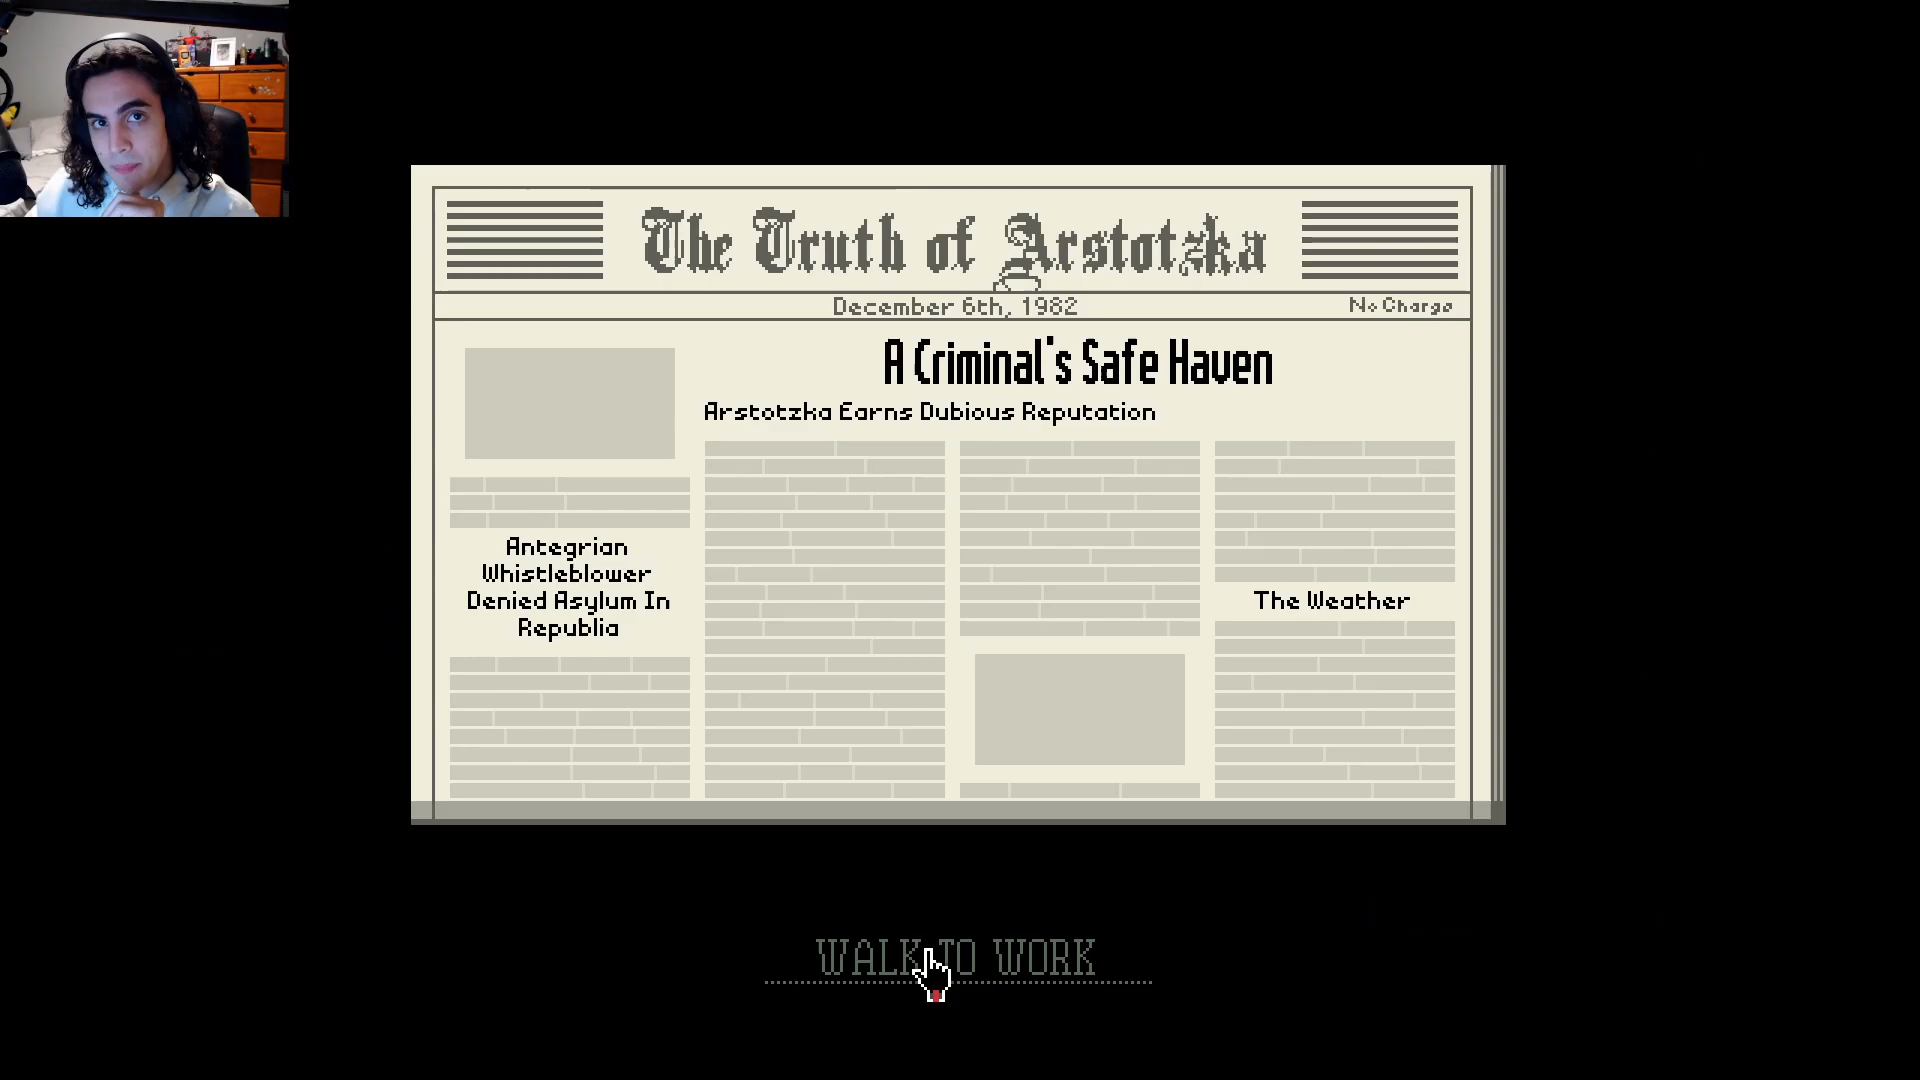 The Truth of Arstotzka
December 6th, 1982
No Charge
A Criminal's Safe Haven
Arstotzka Earns Dubious Reputation
Antegrian
Whistleblower
Denied Asylum In
Republia
The Weather
WALK TO WORK